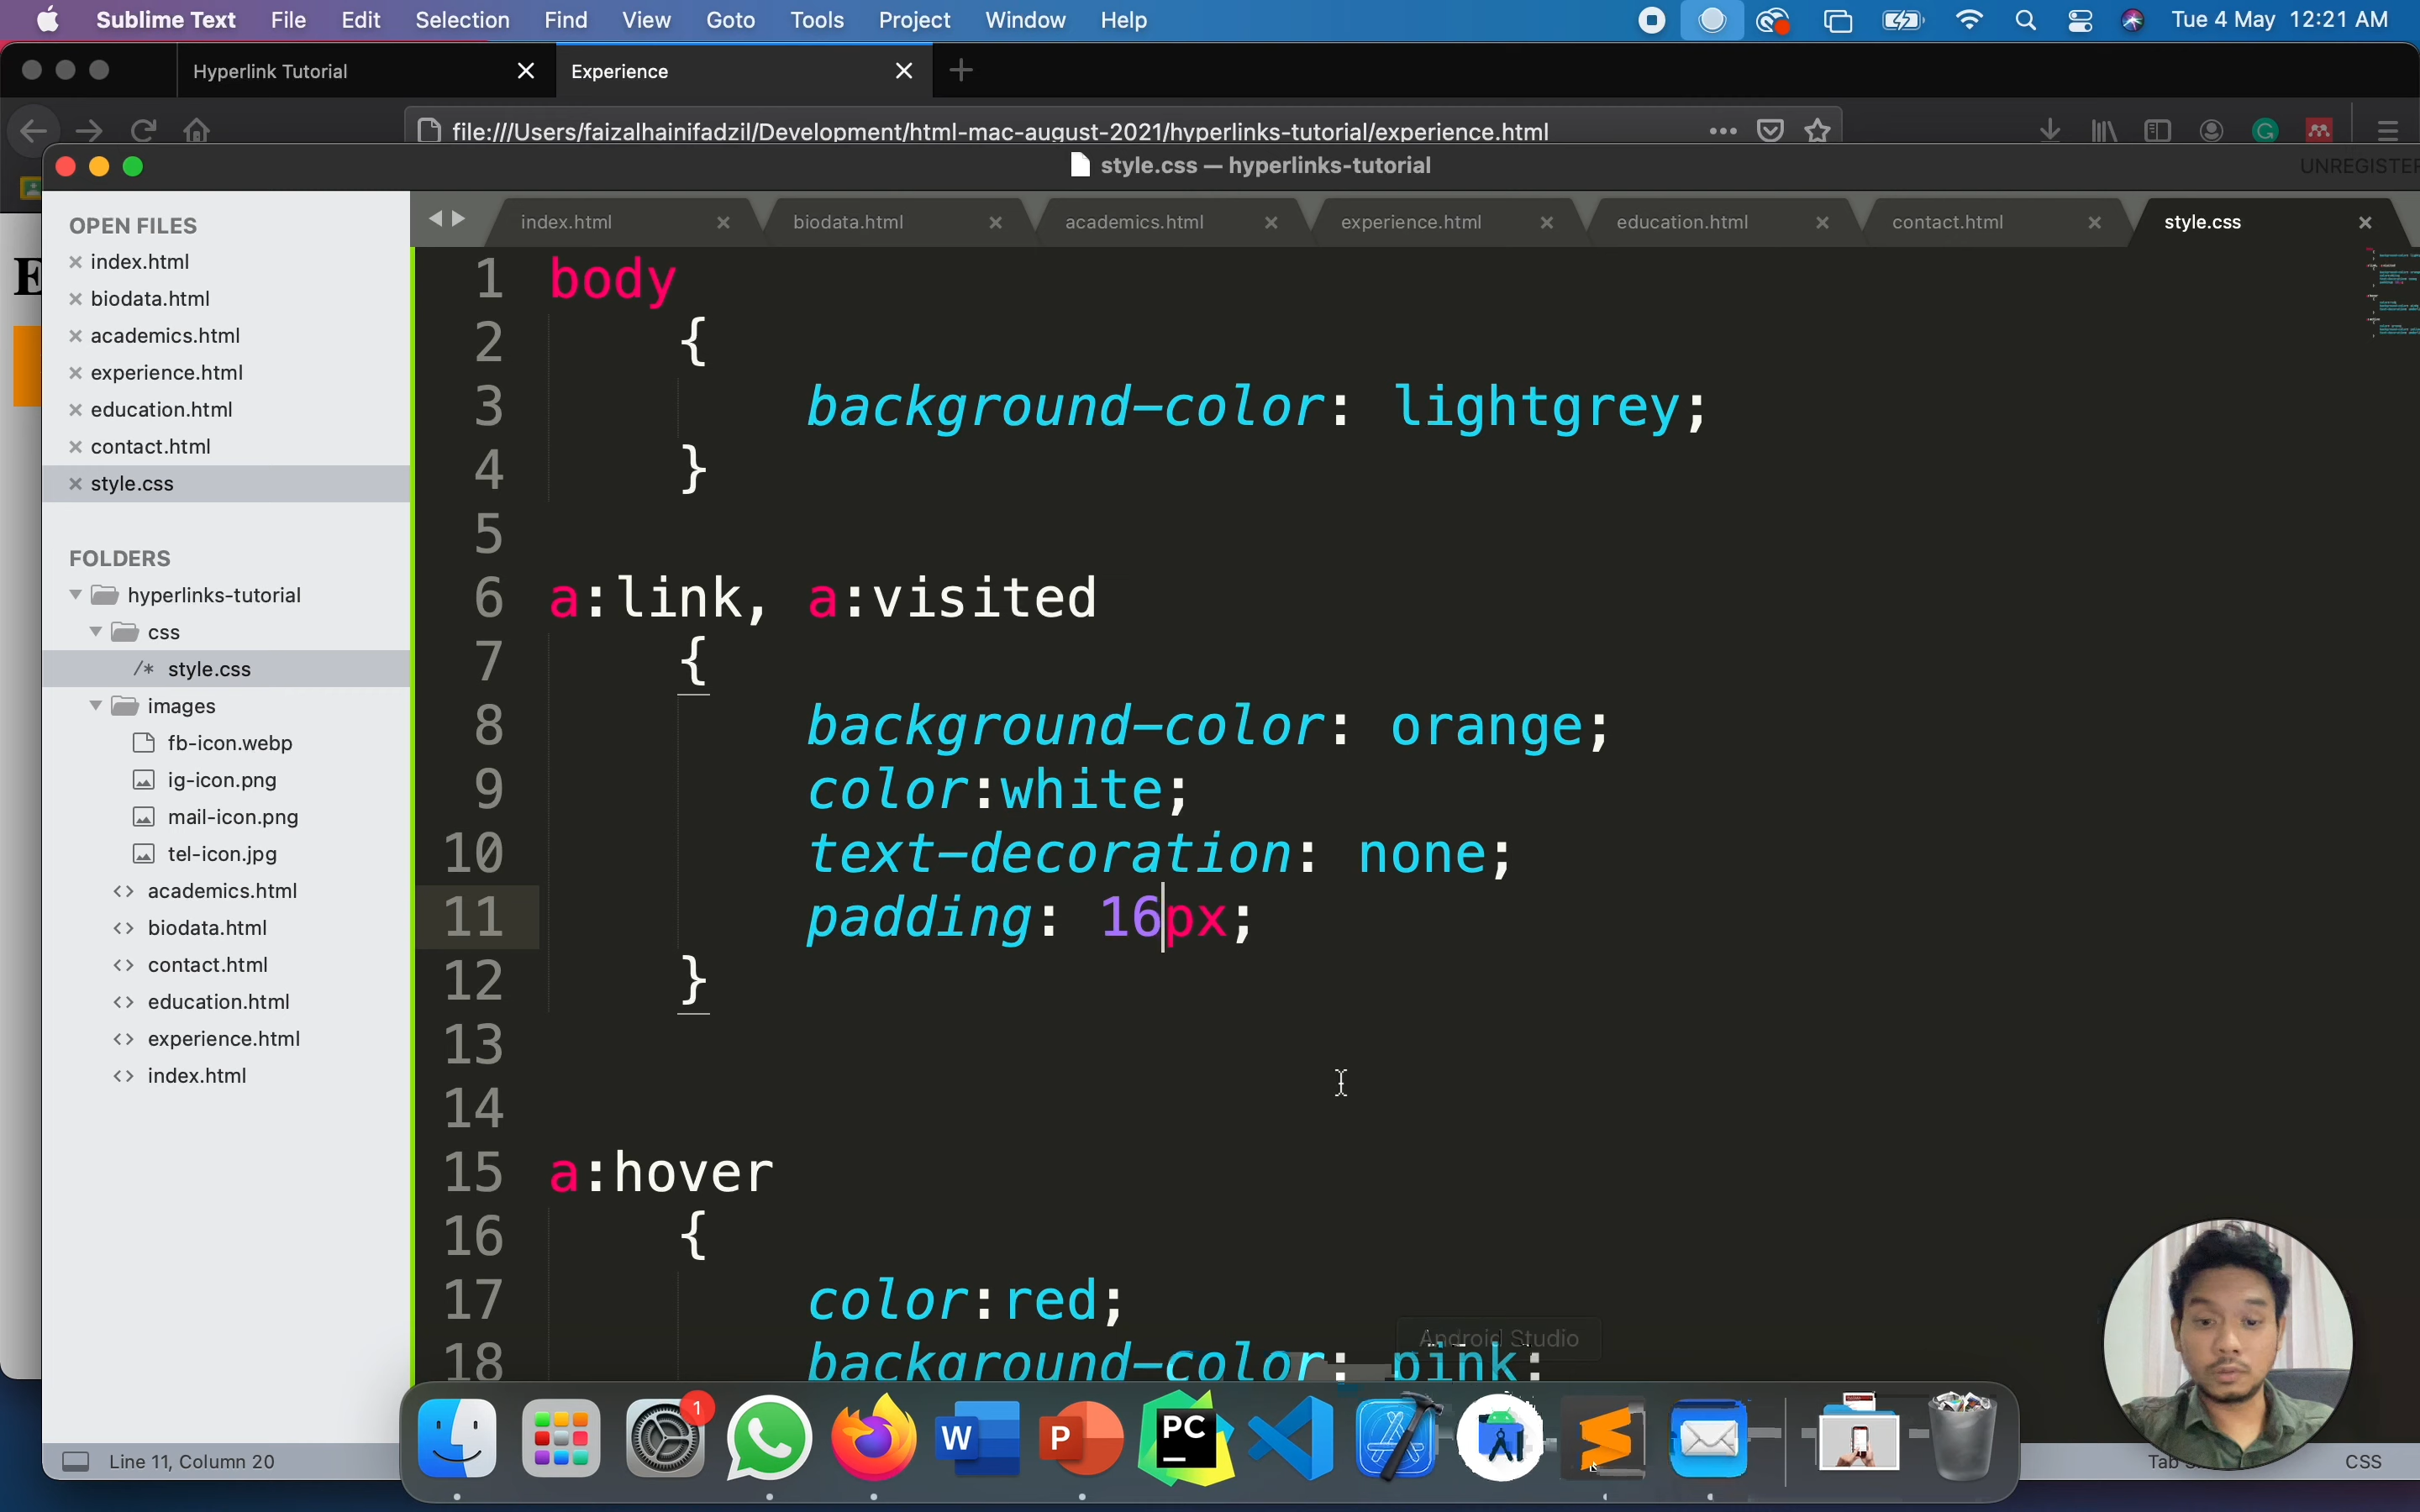 Sublime Text File Edit Selection Find View Goto Tools Project Window Help Tue 4 May 12:21 AM
Hyperlink Tutorial Experience
file:///Users/faizalhainifadzil/Development/html-mac-august-2021/hyperlinks-tutorial/experience.html
style.css — hyperlinks-tutorial
index.html biodata.html academics.html experience.html education.html contact.html style.css
OPEN FILES
index.html
biodata.html
academics.html
experience.html
education.html
contact.html
style.css
FOLDERS
hyperlinks-tutorial
css
/* style.css
images
fb-icon.webp
ig-icon.png
mail-icon.png
tel-icon.jpg
<> academics.html
<> biodata.html
<> contact.html
<> education.html
<> experience.html
<> index.html
1 body
2 {
3 background-color: lightgrey;
4 }
5
6 a:link, a:visited
7 {
8 background-color: orange;
9 color:white;
10 text-decoration: none;
11 padding: 16px;
12 }
13
14
15 a:hover
16 {
17 color:red;
18 background-color: pink;
Android Studio
1
W
P
PC
Line 11, Column 20
CSS